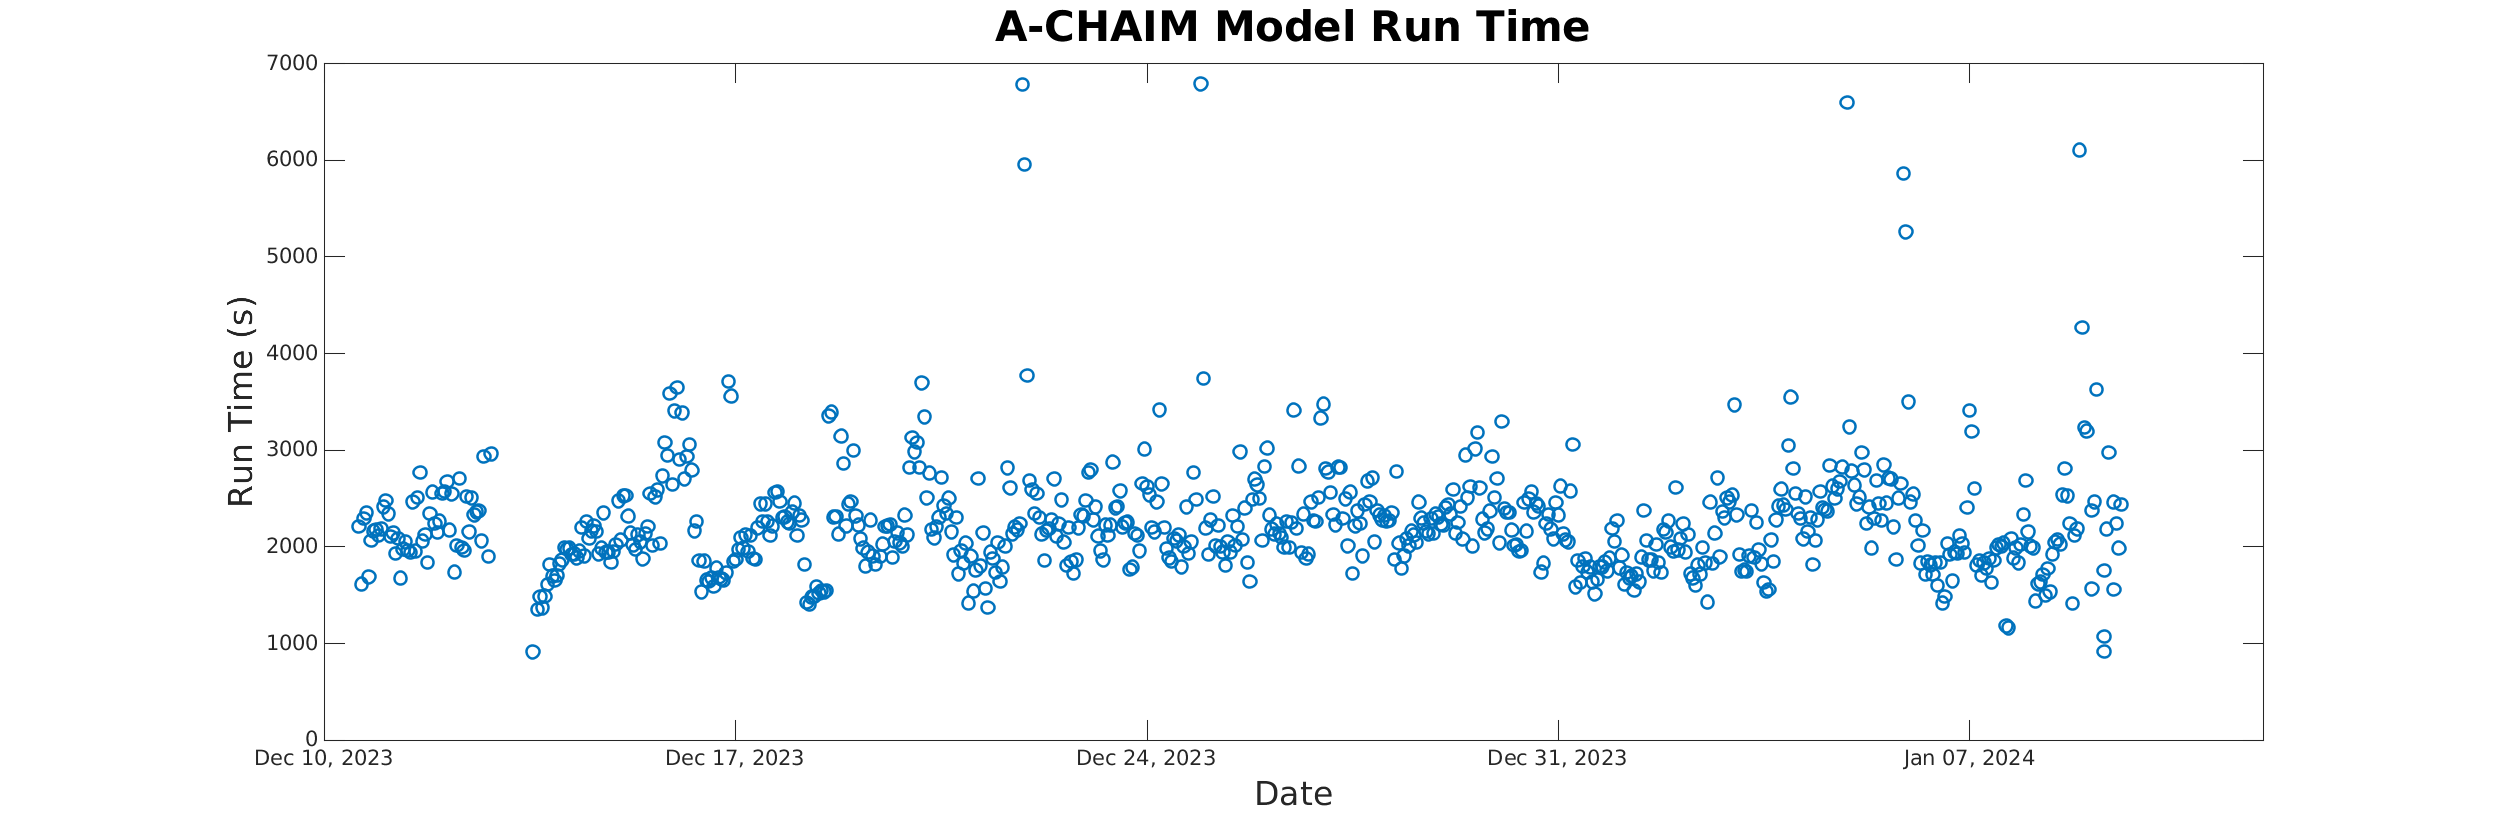 A-CHAIM Model Run Time
7000
6000
5000
4000
3000
2000
1000
0
Run Time (s)
Dec 10, 2023 Dec 17, 2023 Dec 24, 2023 Dec 31, 2023 Jan 07, 2024
Date